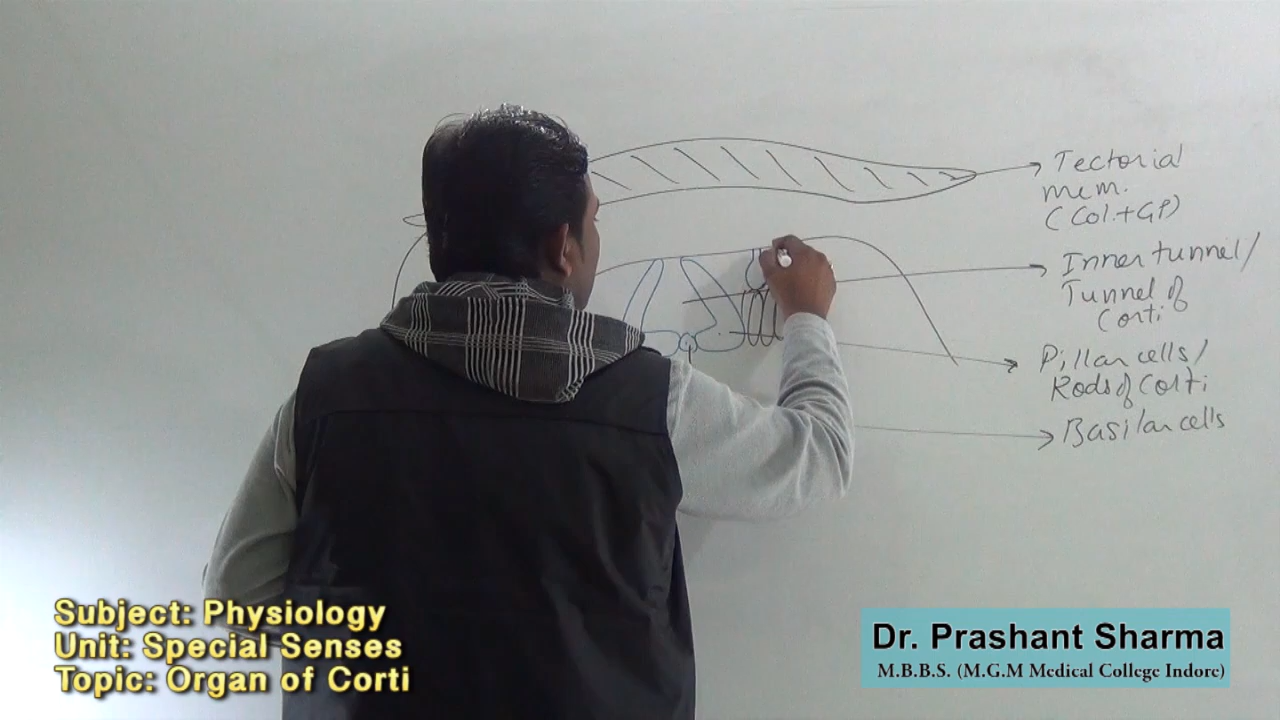 Tectorial
mem.
(Col.+GP)
Inner tunnel/
Tunnel of
Corti
Pillar cells/
Rods of Corti
Basilar cells
Subject: Physiology
Unit: Special Senses
Topic: Organ of Corti
Dr. Prashant Sharma
M.B.B.S. (M.G.M Medical College Indore)